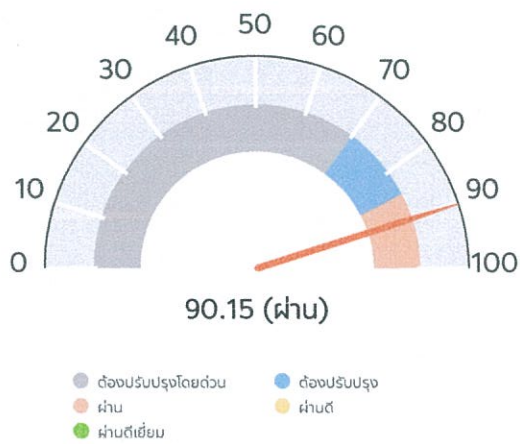 50
40 60
30 70
20 80
10 90
0 100
90.15 (ผ่าน)
ต้องปรับปรุงโดยด่วน ต้องปรับปรุง
ผ่าน ผ่านดี
ผ่านดีเยี่ยม